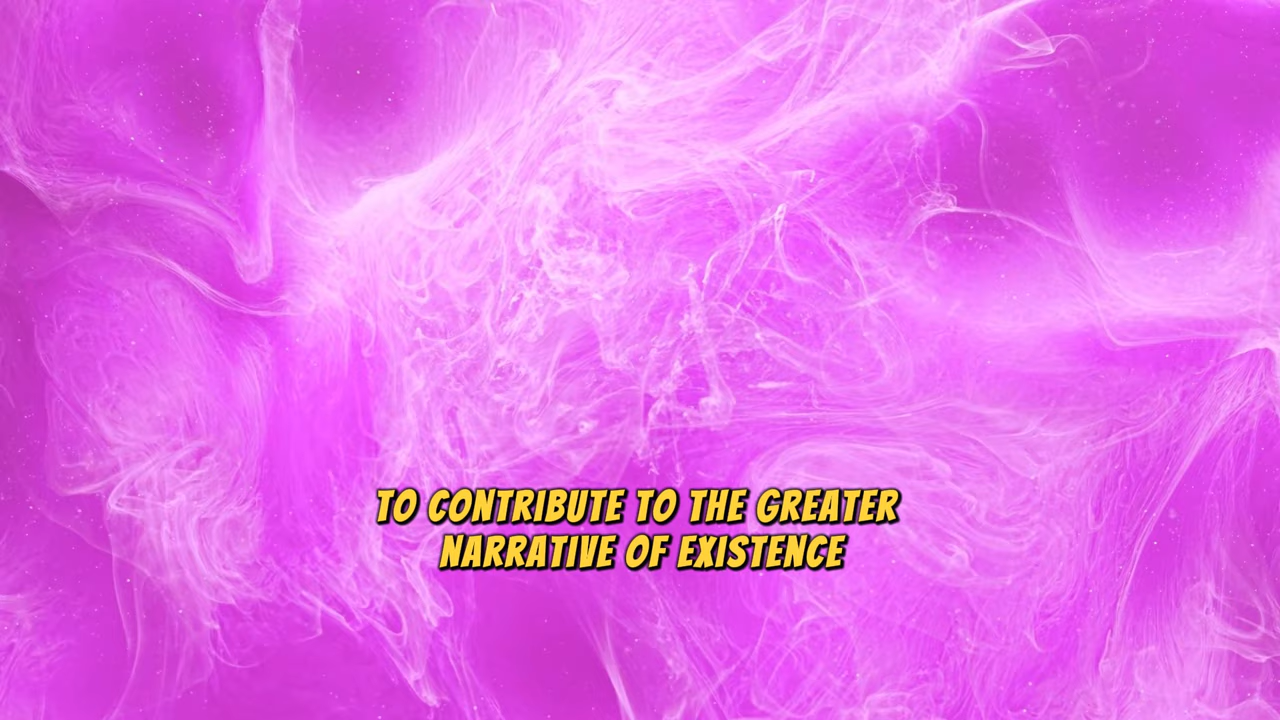 TO CONTRIBUTE TO THE GREATER
NARRATIVE OF EXISTENCE